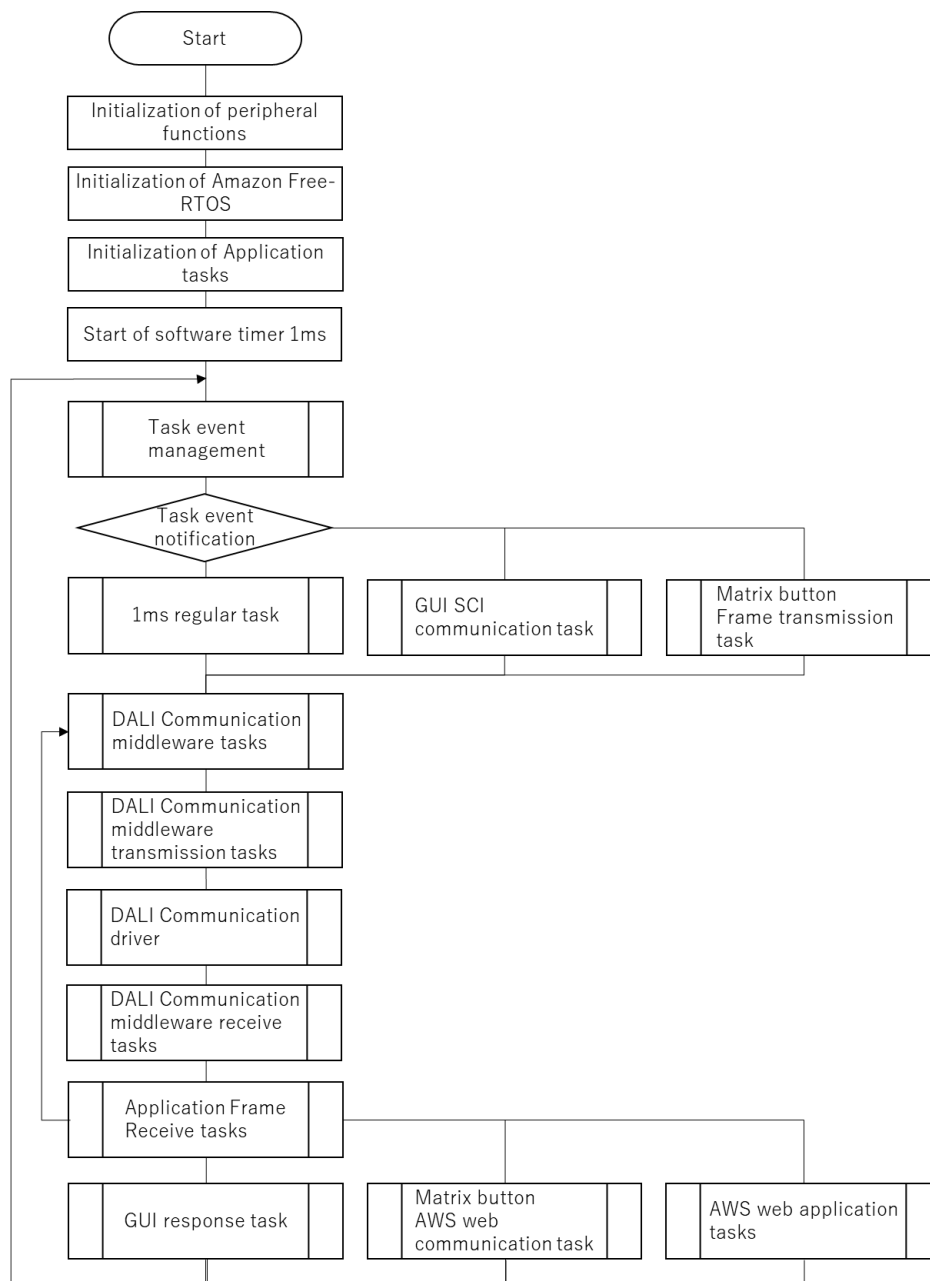 Start
Initialization of peripheral
functions
Initialization of Amazon Free-
RTOS
Initialization of Application
tasks
Start of software timer 1ms
Task event
management
Task event
notification
1ms regular task
GUI SCI
communication task
Matrix button
Frame transmission
task
DALI Communication
middleware tasks
DALI Communication
middleware
transmission tasks
DALI Communication
driver
DALI Communication
middleware receive
tasks
Application Frame
Receive tasks
GUI response task
Matrix button
AWS web
communication task
AWS web application
tasks